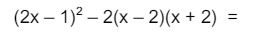 (2x – 1)² – 2(x – 2)(x + 2) =